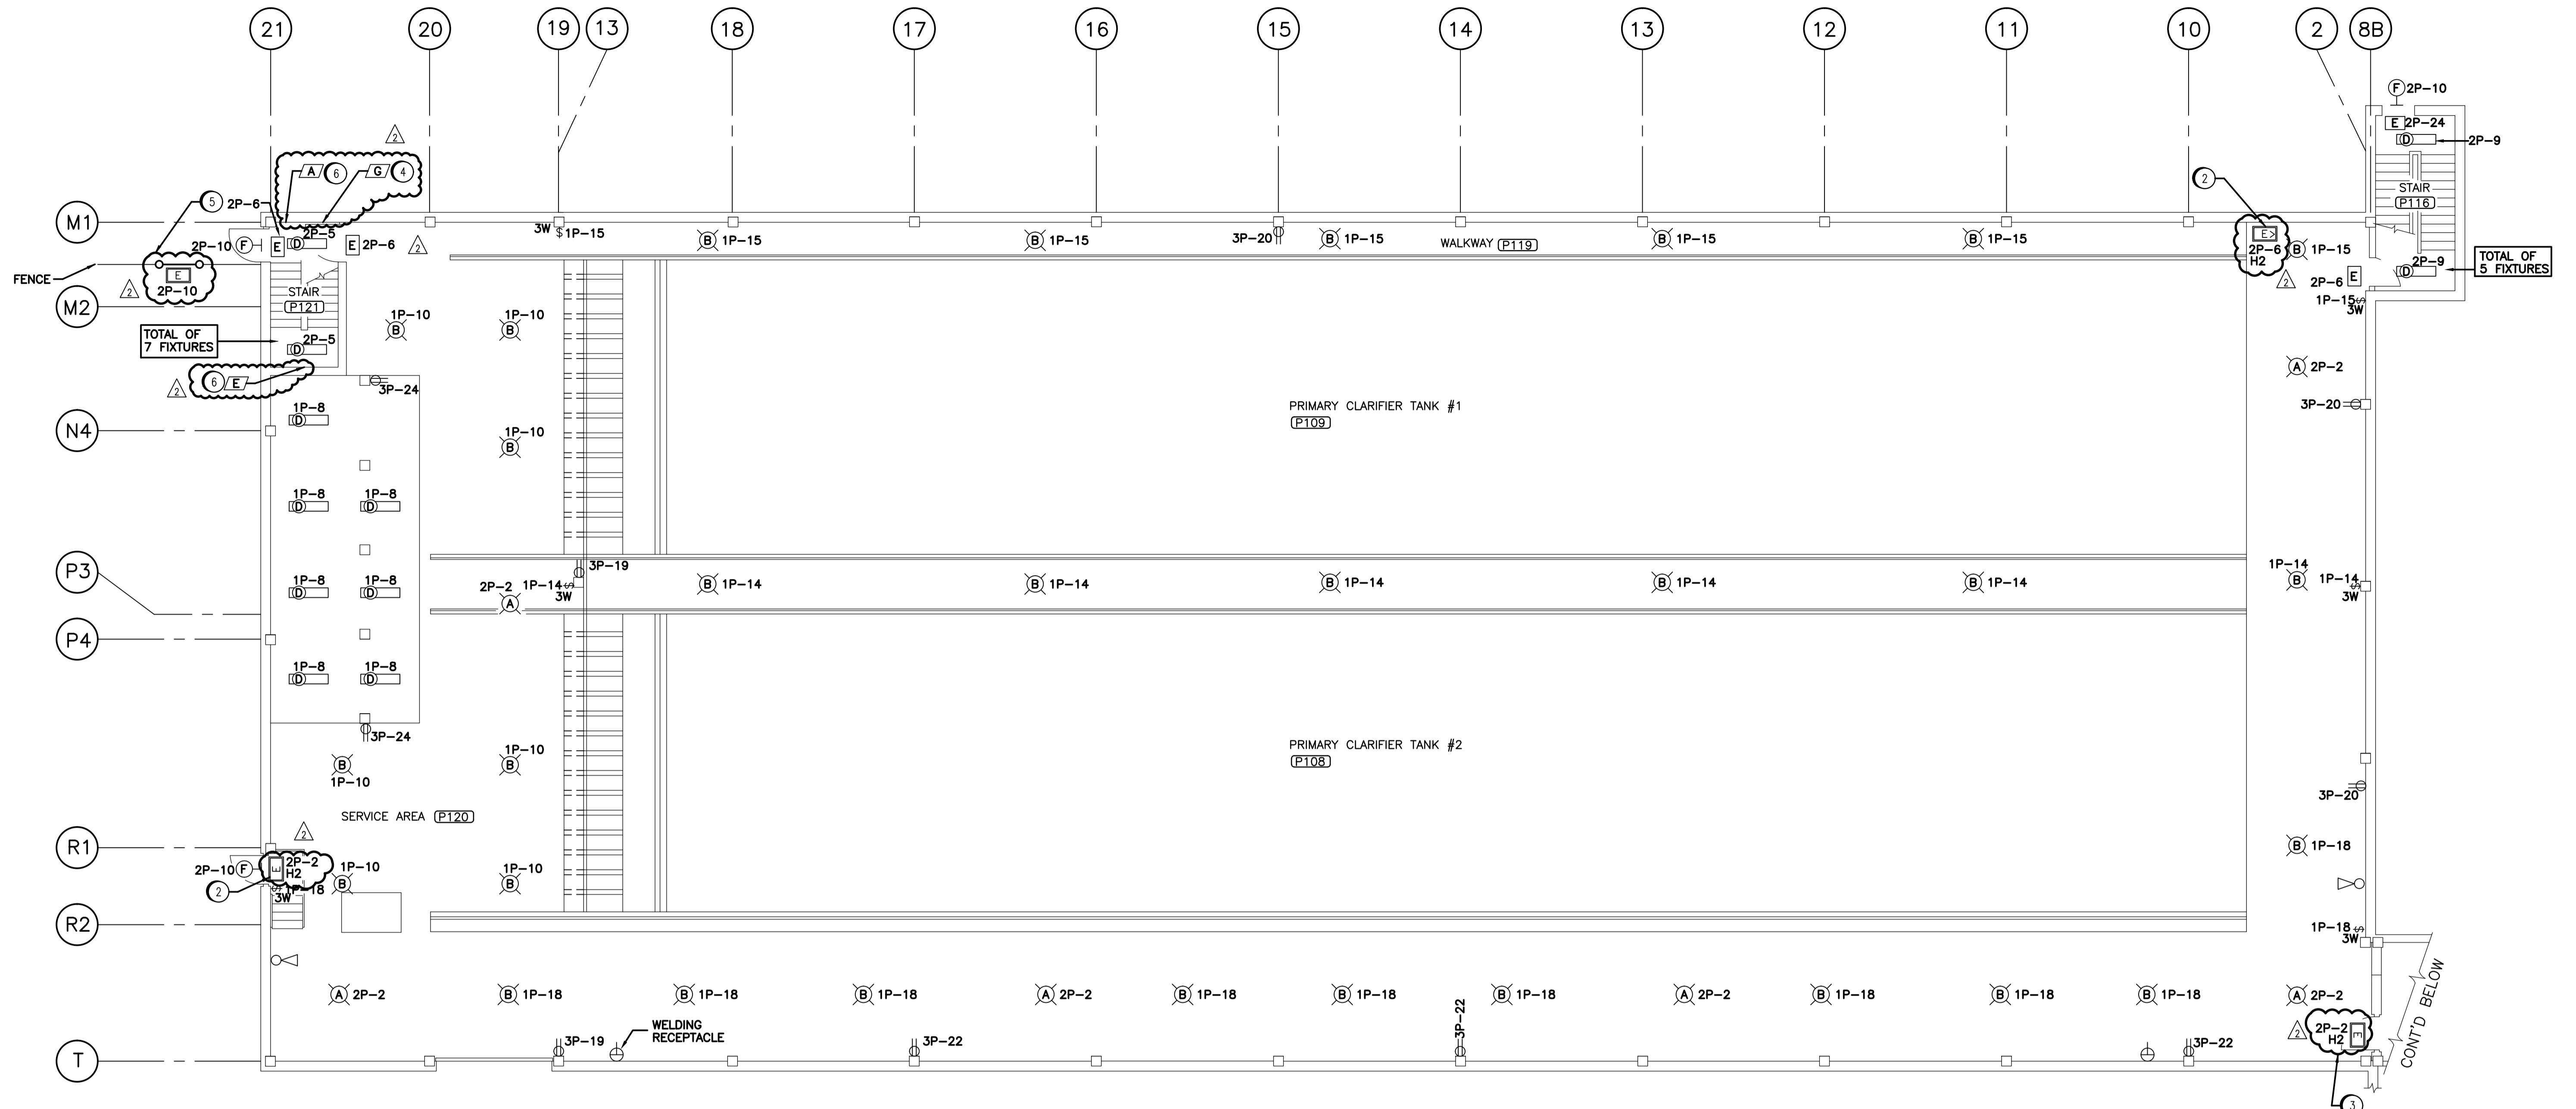 21
20
19
13
18
17
16
15
14
13
12
11
10
2
8B
F 2P-10
E 2P-24
D
2P-9
STAIR
P116
2
A 6
G 4
5
2P-6
2
M1
2P-10 F
E
D
2P-5
E 2P-6
2
3W
$ 1P-15
B 1P-15
B 1P-15
3P-20
B 1P-15
WALKWAY P119
B 1P-15
B 1P-15
E>
2P-6
H2
B 1P-15
2
2P-6 E
2P-9
D
TOTAL OF
5 FIXTURES
1P-15 $
3W
FENCE
E
2P-10
2
STAIR
P121
M2
TOTAL OF
7 FIXTURES
2P-5
D
6 E
2
1P-10
B
1P-10
B
A 2P-2
3P-24
3P-20
PRIMARY CLARIFIER TANK #1
P109
N4
1P-8
D
1P-10
B
1P-8
D
1P-8
D
P3
1P-8
D
1P-8
D
3P-19
2P-2
A
1P-14 $
3W
B 1P-14
B 1P-14
B 1P-14
B 1P-14
B 1P-14
1P-14
B
1P-14 $
3W
P4
1P-8
D
1P-8
D
3P-24
PRIMARY CLARIFIER TANK #2
P108
B
1P-10
1P-10
B
3P-20
SERVICE AREA P120
2
R1
2P-10 F
E
2P-2
H2
2
$ 1P-18
3W
1P-10
B
1P-10
B
B 1P-18
R2
1P-18 $
3W
A 2P-2
B 1P-18
B 1P-18
B 1P-18
A 2P-2
B 1P-18
B 1P-18
B 1P-18
A 2P-2
B 1P-18
B 1P-18
B 1P-18
A 2P-2
CONT'D BELOW
T
3P-19
WELDING
RECEPTACLE
3P-22
3P-22
3P-22
2
2P-2
H2
E
3